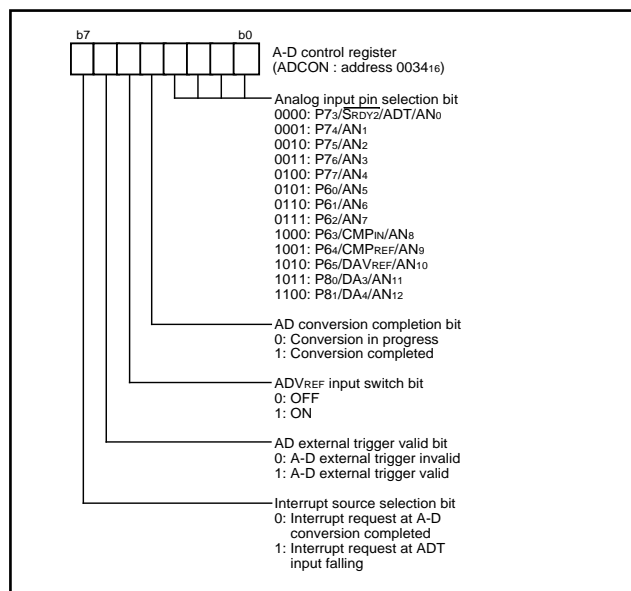 b7 b0
A-D control register
(ADCON : address 003416)
Analog input pin selection bit
0000: P73/SRDY2/ADT/AN0
0001: P74/AN1
0010: P75/AN2
0011: P76/AN3
0100: P77/AN4
0101: P60/AN5
0110: P61/AN6
0111: P62/AN7
1000: P63/CMPIN/AN8
1001: P64/CMPREF/AN9
1010: P65/DAVREF/AN10
1011: P80/DA3/AN11
1100: P81/DA4/AN12
AD conversion completion bit
0: Conversion in progress
1: Conversion completed
ADVREF input switch bit
0: OFF
1: ON
AD external trigger valid bit
0: A-D external trigger invalid
1: A-D external trigger valid
Interrupt source selection bit
0: Interrupt request at A-D
conversion completed
1: Interrupt request at ADT
input falling